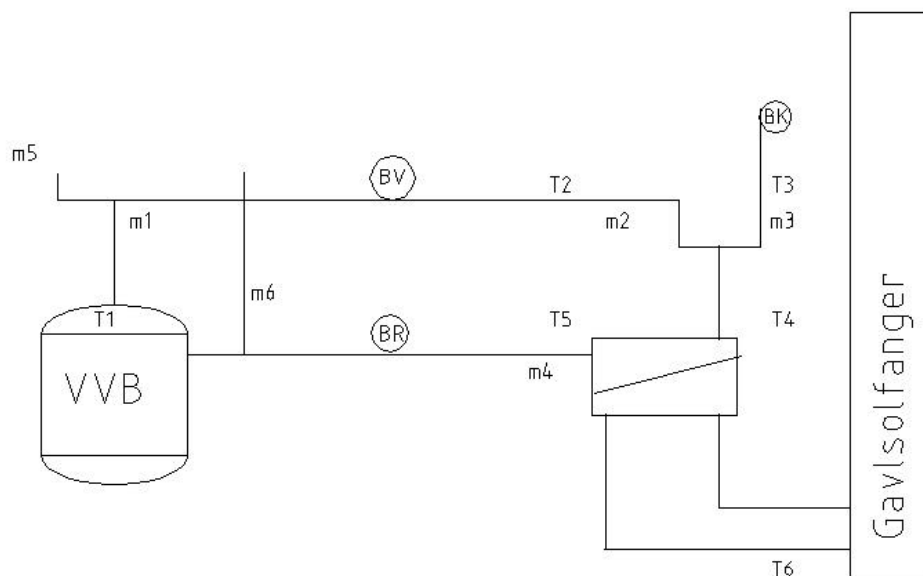 BK
m5
BV
T2
T3
m1
m2
m3
m6
T1
BR
T5
T4
VVB
m4
Gavlsolfanger
T6